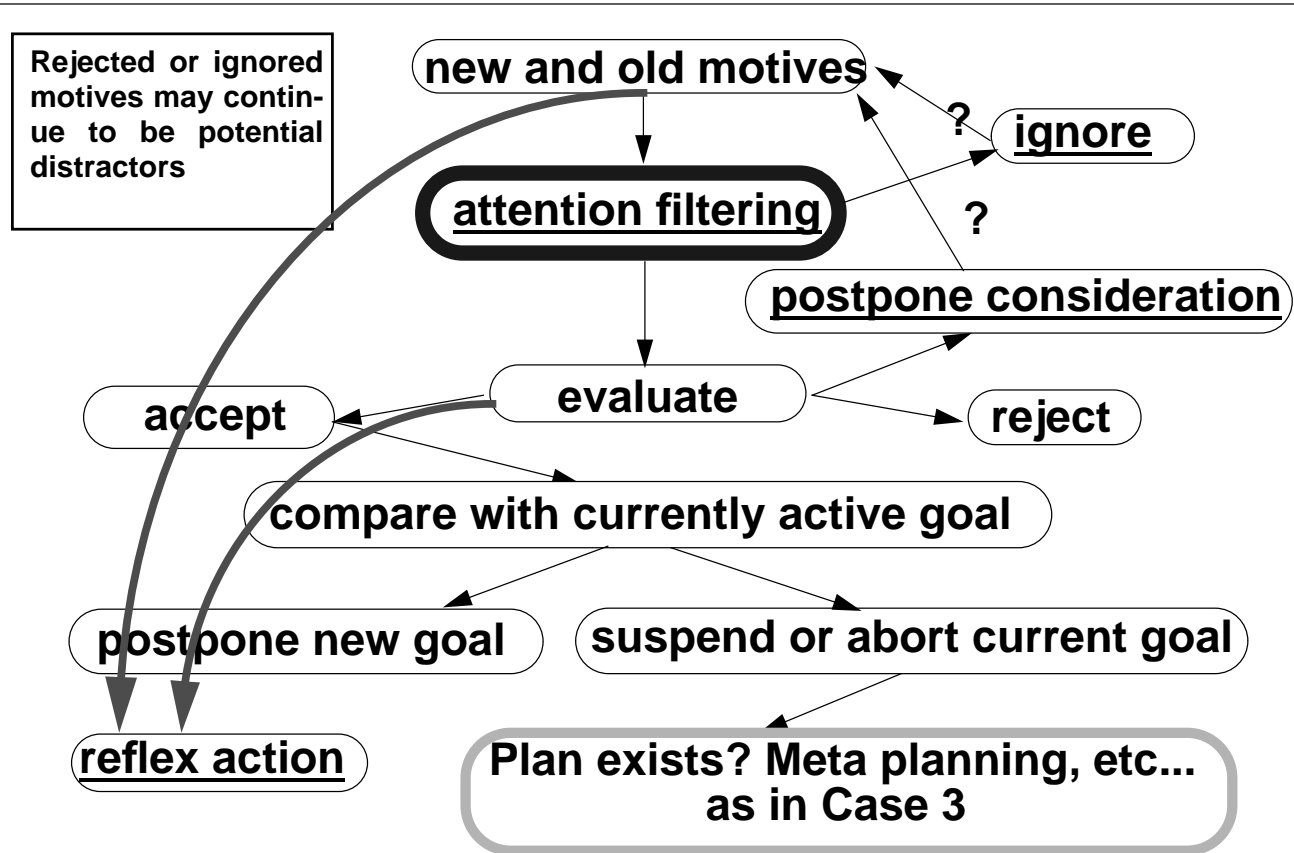 Rejected or ignored
motives may contin-
ue to be potential
distractors
new and old motives
?
ignore
attention filtering
?
postpone consideration
evaluate
accept
reject
compare with currently active goal
postpone new goal
suspend or abort current goal
reflex action
Plan exists? Meta planning, etc...
as in Case 3